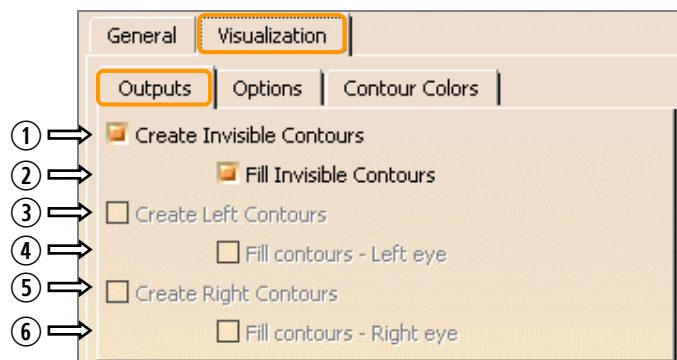 General Visualization
Outputs Options Contour Colors
① Create Invisible Contours
② Fill Invisible Contours
③ Create Left Contours
④ Fill contours - Left eye
⑤ Create Right Contours
⑥ Fill contours - Right eye